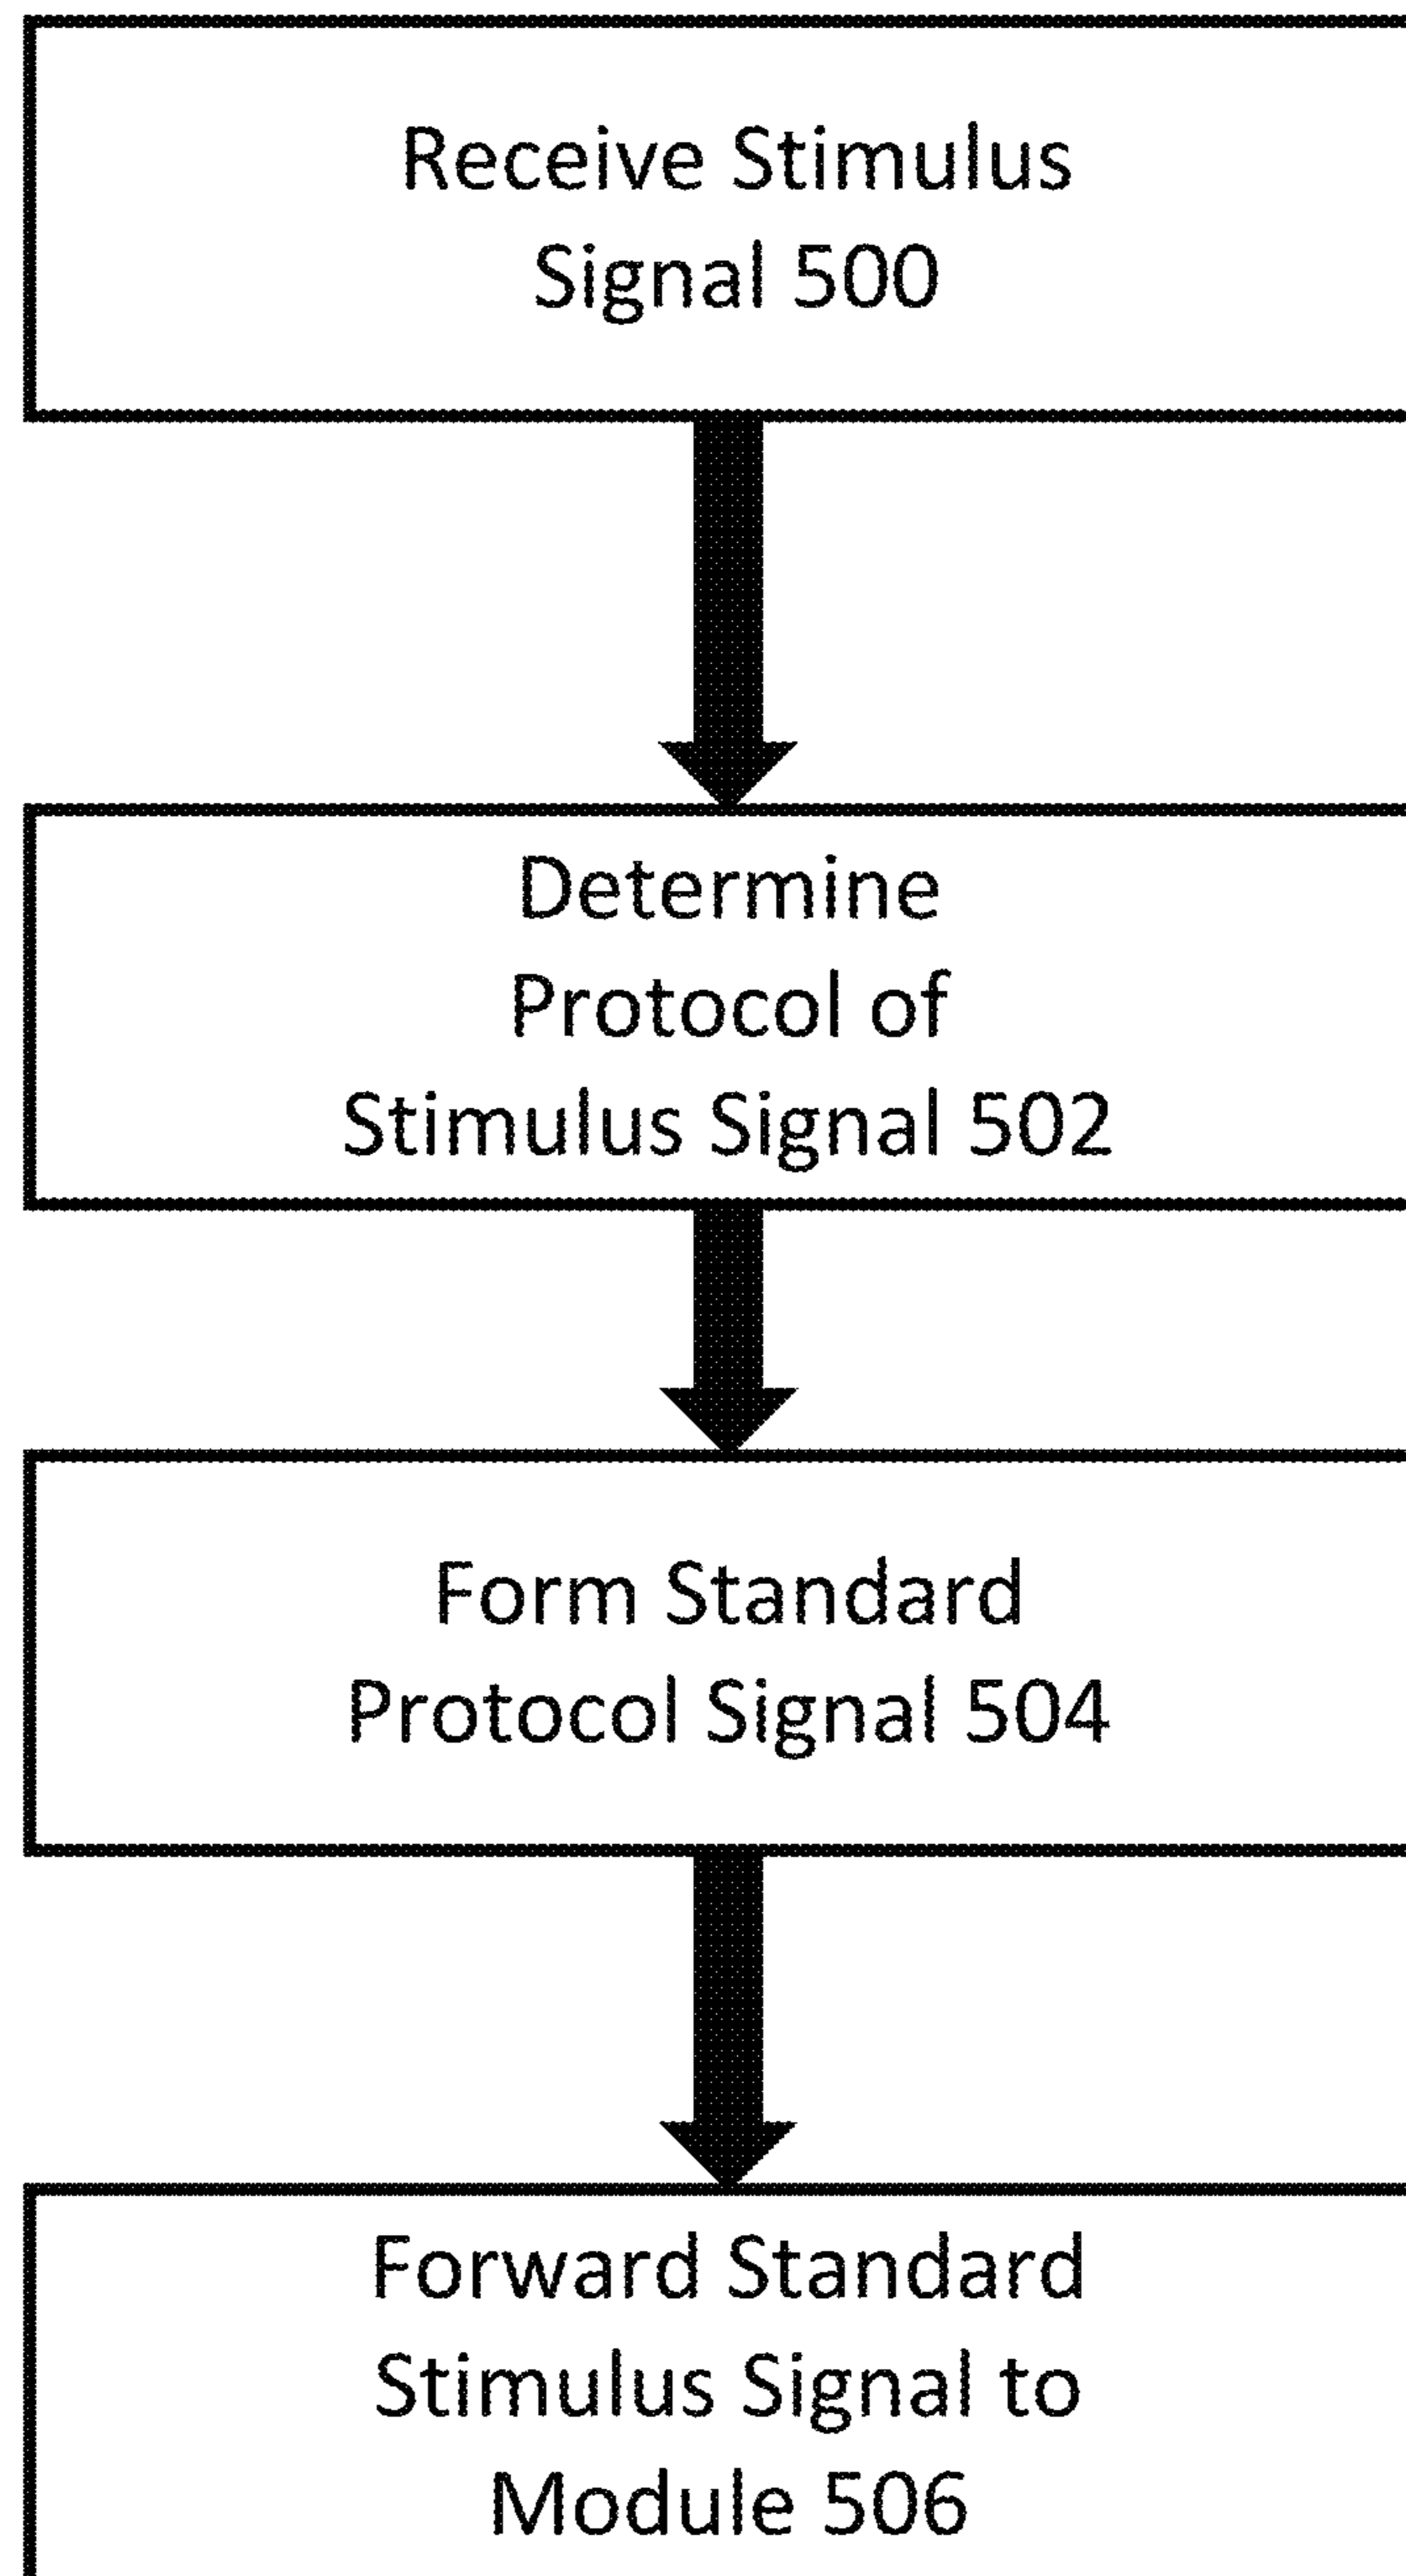 Receive Stimulus
Signal 500
Determine
Protocol of
Stimulus Signal 502
Form Standard
Protocol Signal 504
Forward Standard
Stimulus Signal to
Module 506